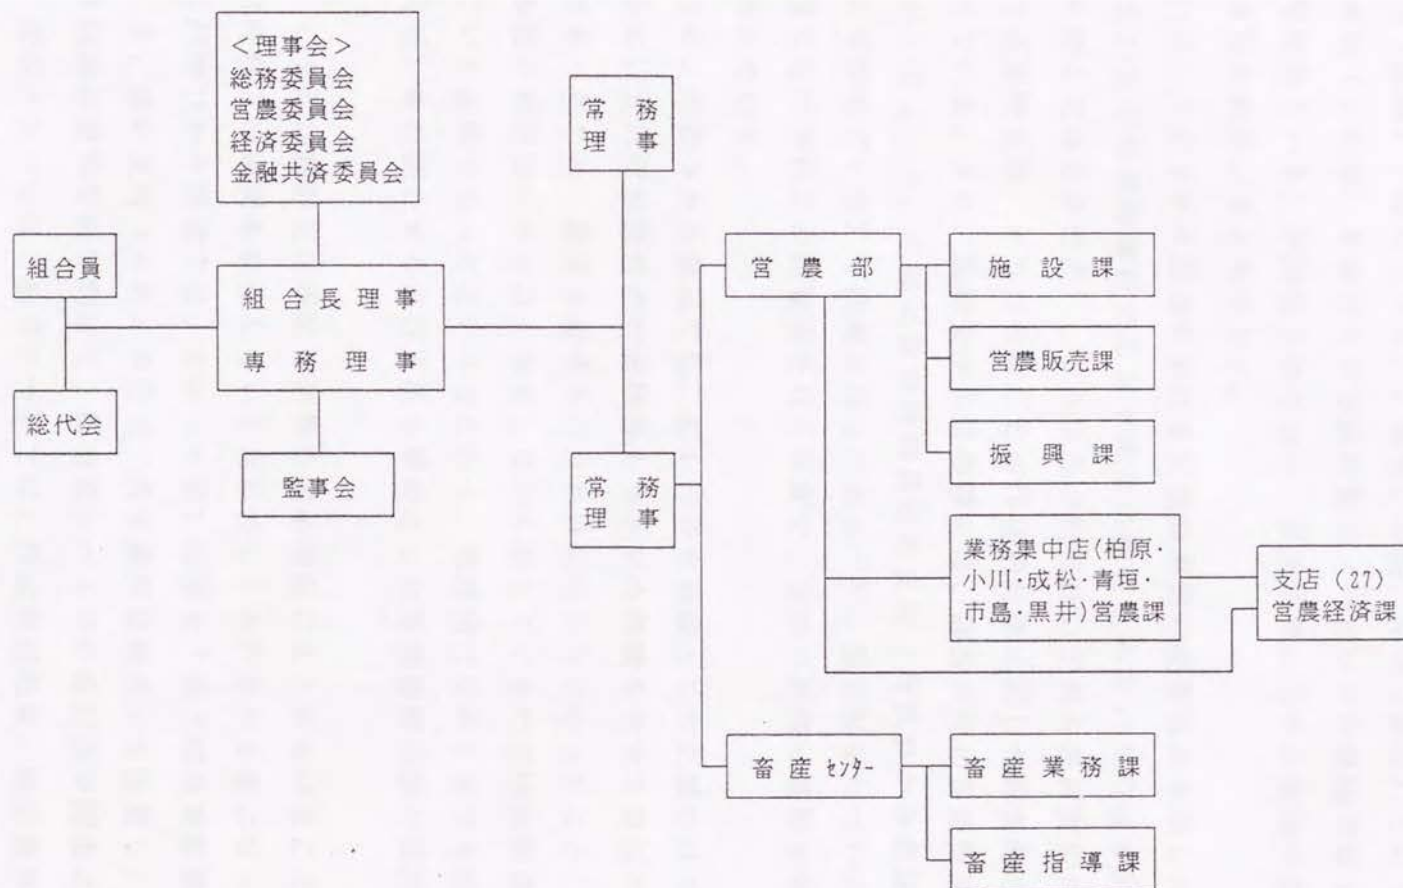 <理事会>
総務委員会
営農委員会
経済委員会
金融共済委員会
常務
理事
組合員
組合長理事
専務理事
総代会
監事会
常務
理事
営農部
施設課
営農販売課
振興課
業務集中店(柏原・
小川・成松・青垣・
市島・黒井)営農課
支店(27)
営農経済課
畜産センター
畜産業務課
畜産指導課